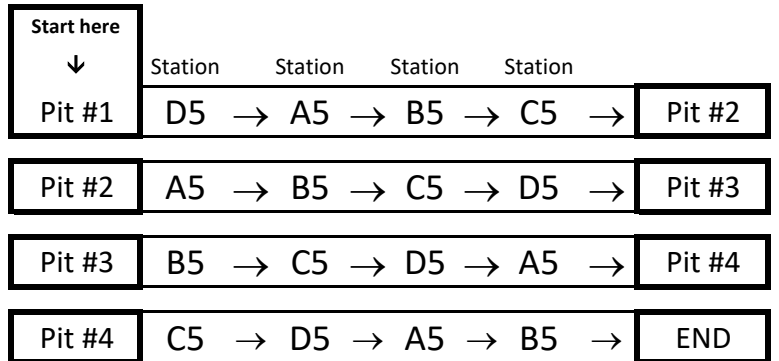 Start here
↓
Station Station Station Station
Pit #1 D5 → A5 → B5 → C5 → Pit #2
Pit #2 A5 → B5 → C5 → D5 → Pit #3
Pit #3 B5 → C5 → D5 → A5 → Pit #4
Pit #4 C5 → D5 → A5 → B5 → END